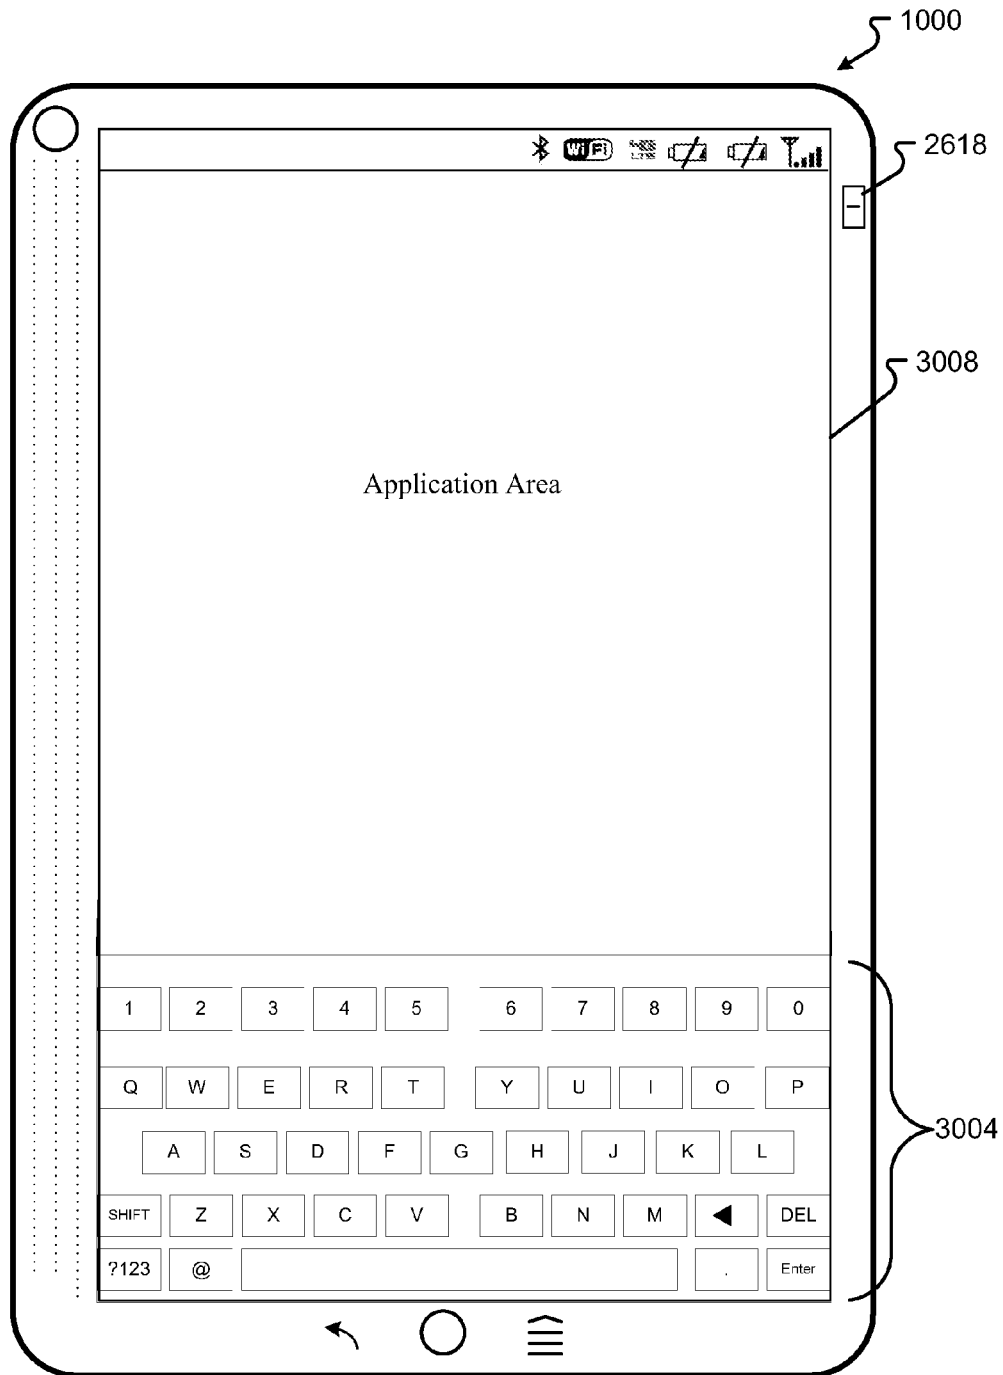 1000
WiFi
2618
3008
Application Area
1 2 3 4 5 6 7 8 9 0
Q W E R T Y U I O P
A S D F G H J K L
3004
SHIFT Z X C V B N M DEL
?123 @ . Enter